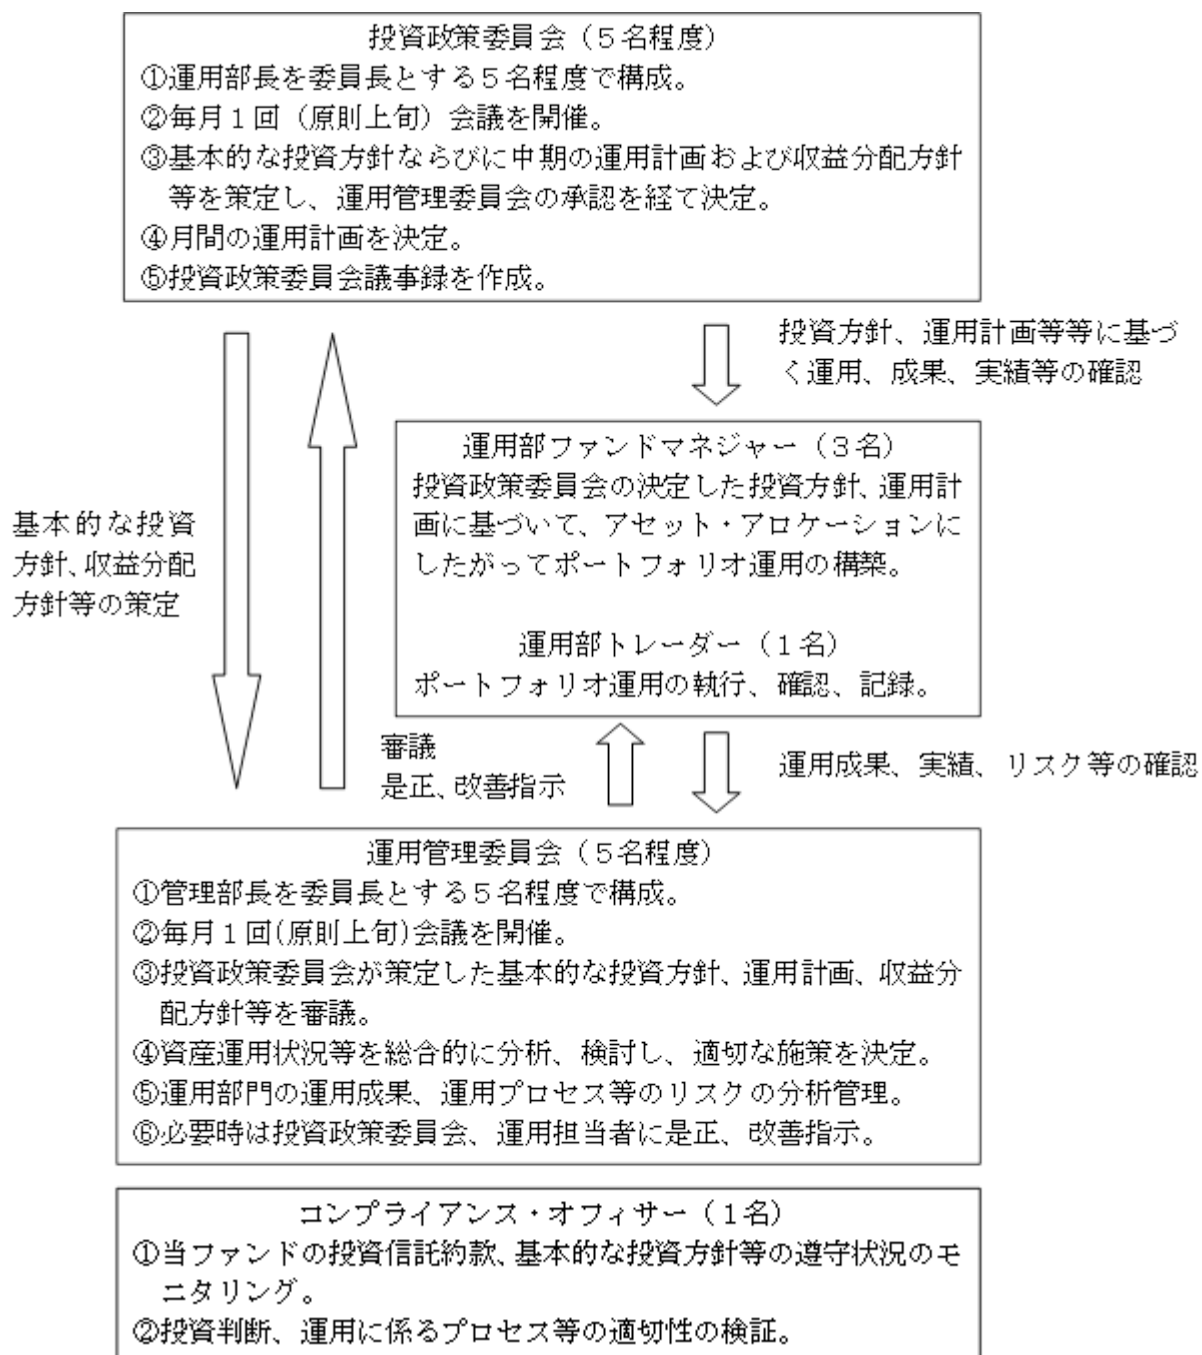 投資政策委員会（５名程度）
①運用部長を委員長とする５名程度で構成。
②毎月１回（原則上旬）会議を開催。
③基本的な投資方針ならびに中期の運用計画および収益分配方針
等を策定し、運用管理委員会の承認を経て決定。
④月間の運用計画を決定。
⑤投資政策委員会議事録を作成。
投資方針、運用計画等等に基づ
く運用、成果、実績等の確認
運用部ファンドマネジャー（３名）
投資政策委員会の決定した投資方針、運用計
画に基づいて、アセット・アロケーションに
したがってポートフォリオ運用の構築。
運用部トレーダー（１名）
ポートフォリオ運用の執行、確認、記録。
基本的な投資
方針、収益分配
方針等の策定
審議
是正、改善指示
運用成果、実績、リスク等の確認
運用管理委員会（５名程度）
①管理部長を委員長とする５名程度で構成。
②毎月１回(原則上旬)会議を開催。
③投資政策委員会が策定した基本的な投資方針、運用計画、収益分
配方針等を審議。
④資産運用状況等を総合的に分析、検討し、適切な施策を決定。
⑤運用部門の運用成果、運用プロセス等のリスクの分析管理。
⑥必要時は投資政策委員会、運用担当者に是正、改善指示。
コンプライアンス・オフィサー（１名）
①当ファンドの投資信託約款、基本的な投資方針等の遵守状況のモ
ニタリング。
②投資判断、運用に係るプロセス等の適切性の検証。